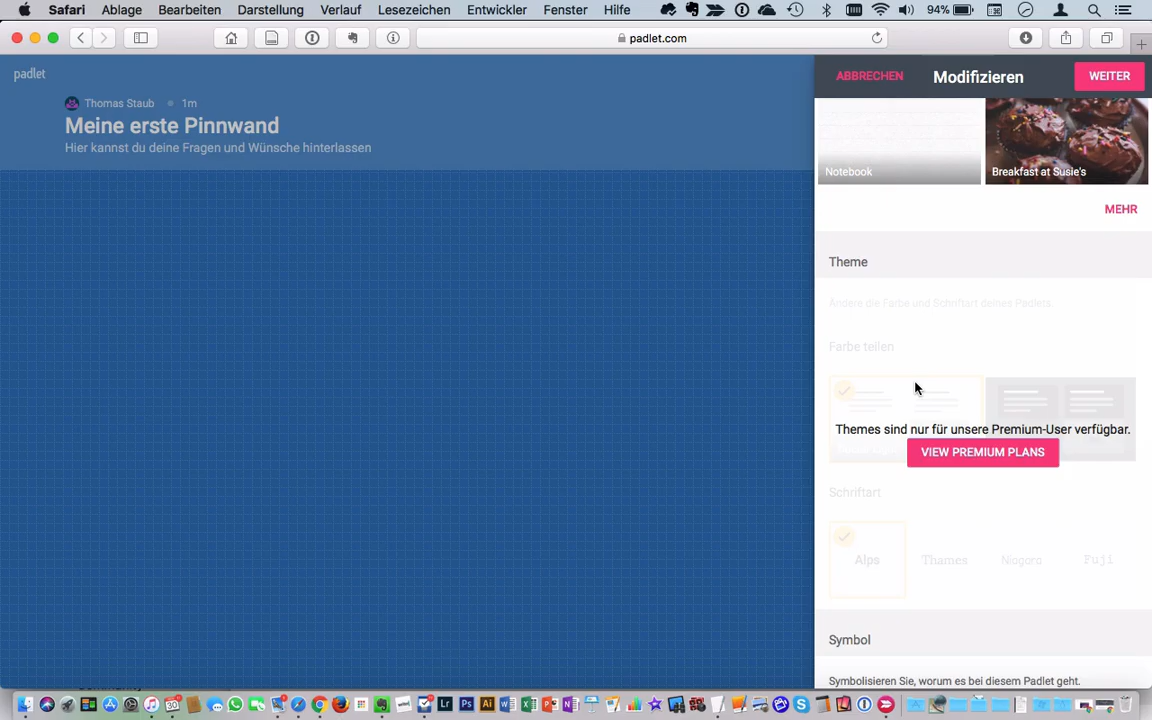 Safari Ablage Bearbeiten Darstellung Verlauf Lesezeichen Entwickler Fenster Hilfe 94%
padlet.com
padlet
Thomas Staub 1m
Meine erste Pinnwand
Hier kannst du deine Fragen und Wünsche hinterlassen
ABBRECHEN Modifizieren WEITER
Notebook Breakfast at Susie's
MEHR
Theme
Ändere die Farbe und Schriftart deines Padlets.
Farbe teilen
Themes sind nur für unsere Premium-User verfügbar.
VIEW PREMIUM PLANS
Schriftart
Alps Thames Niagara Fuji
Symbol
Symbolisieren Sie, worum es bei diesem Padlet geht.